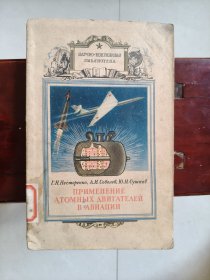 НАУЧНО-ПОПУЛЯРНАЯ
БИБЛИОТЕКА
Г.Н. Нестеренко, А.И. Соболев, Ю.Н. Сушков
ПРИМЕНЕНИЕ
АТОМНЫХ ДВИГАТЕЛЕЙ
В АВИАЦИИ